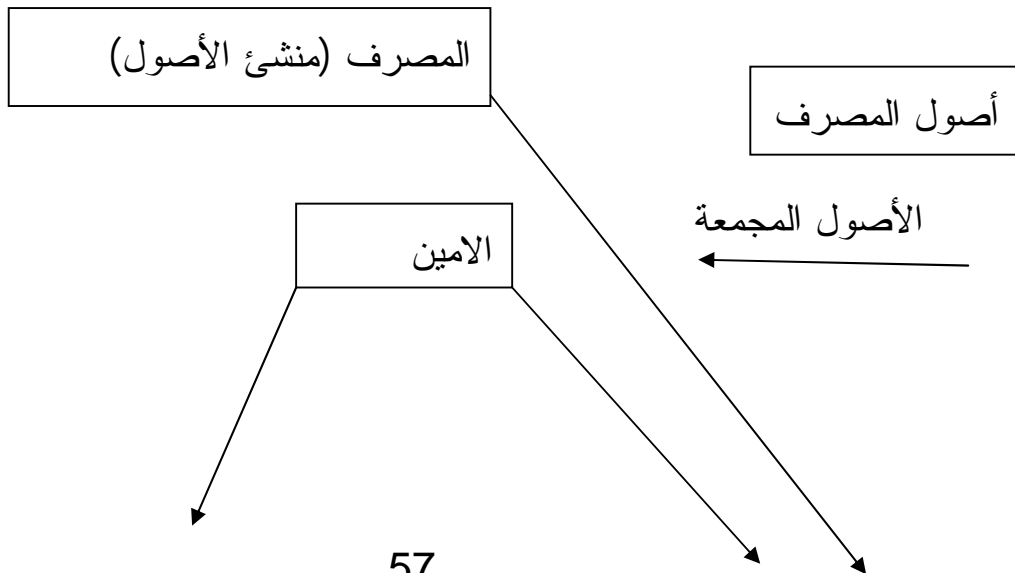 المصرف (منشئ الأصول)
أصول المصرف
الأصول المجمعة
الامين
57